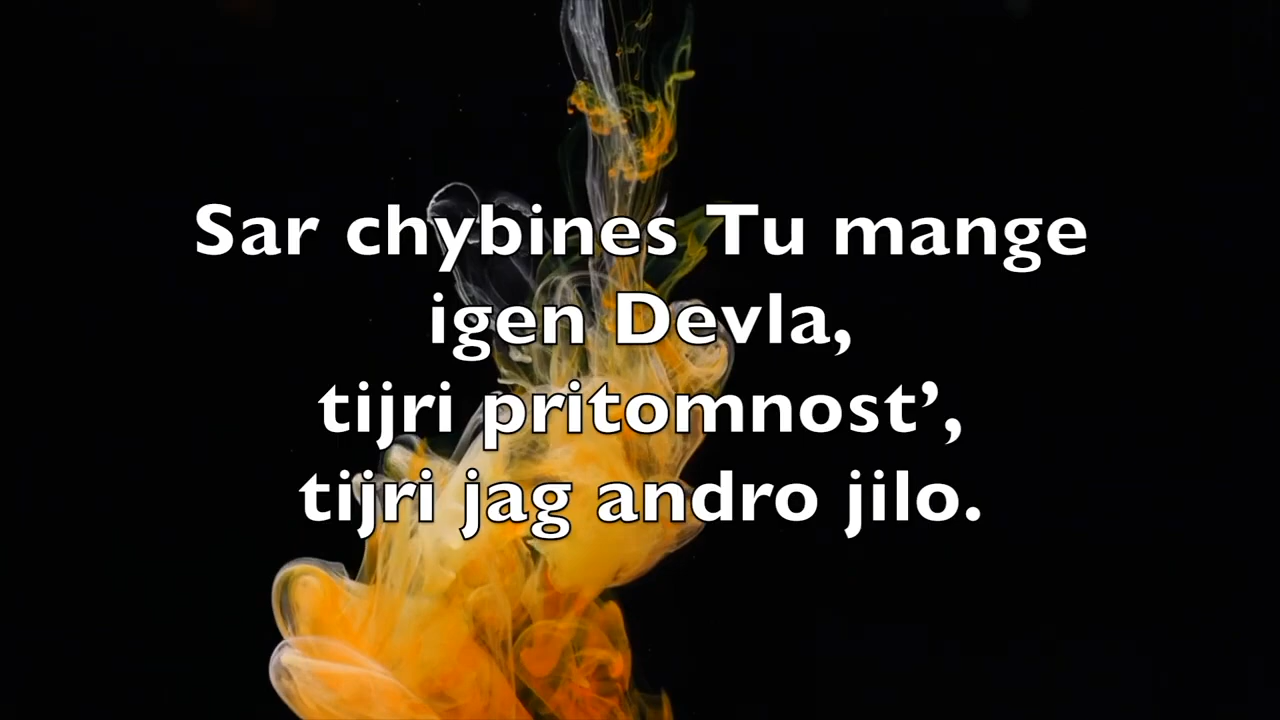 Sar chybines Tu mange
igen Devla,
tijri pritomnost’,
tijri jag andro jilo.